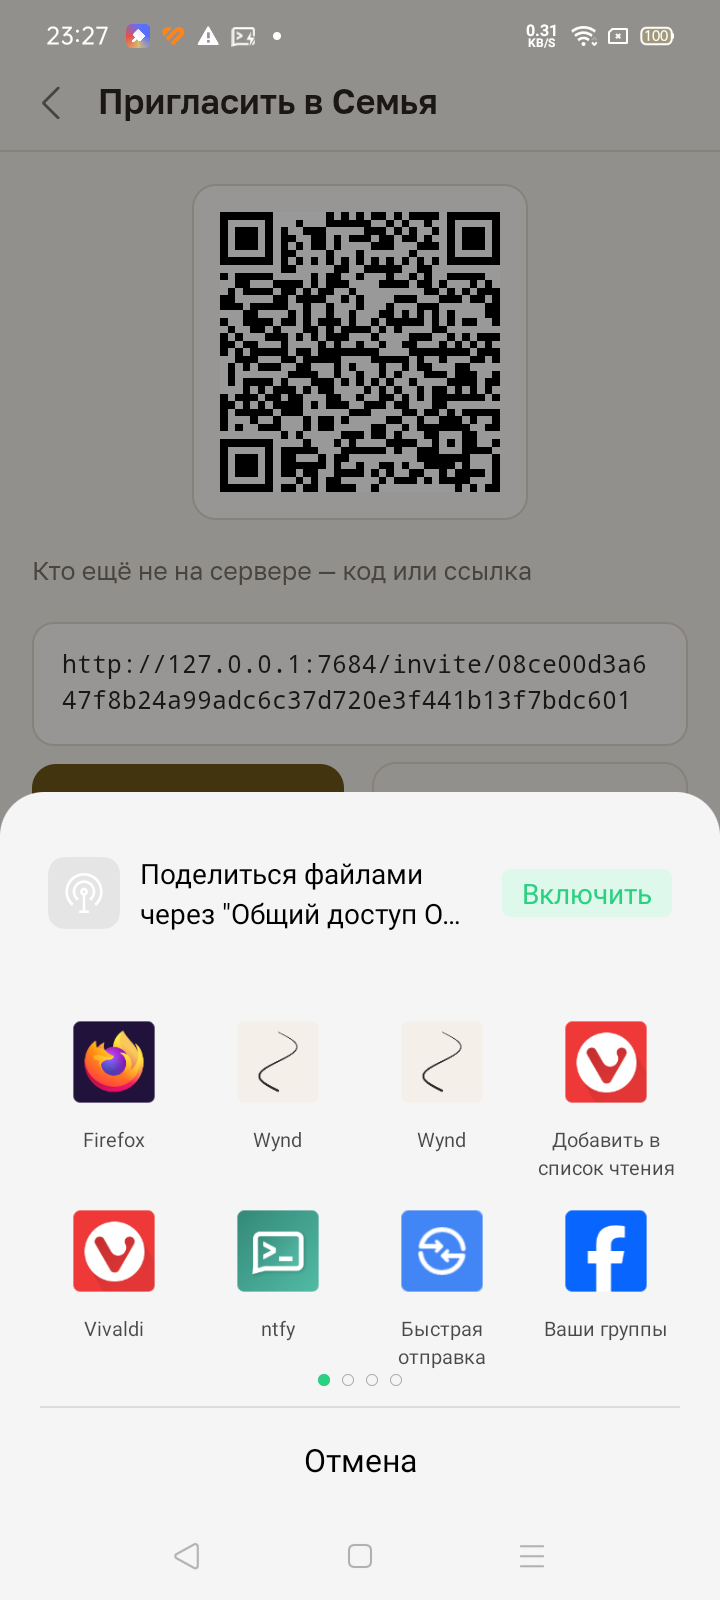 23:27
0.31
KB/S
100
Пригласить в Семья
Кто ещё не на сервере — код или ссылка
http://127.0.0.1:7684/invite/08ce00d3a6
47f8b24a99adc6c37d720e3f441b13f7bdc601
Поделиться файлами
через "Общий доступ O...
Включить
Firefox
Wynd
Wynd
Добавить в
список чтения
Vivaldi
ntfy
Быстрая
отправка
Ваши группы
Отмена